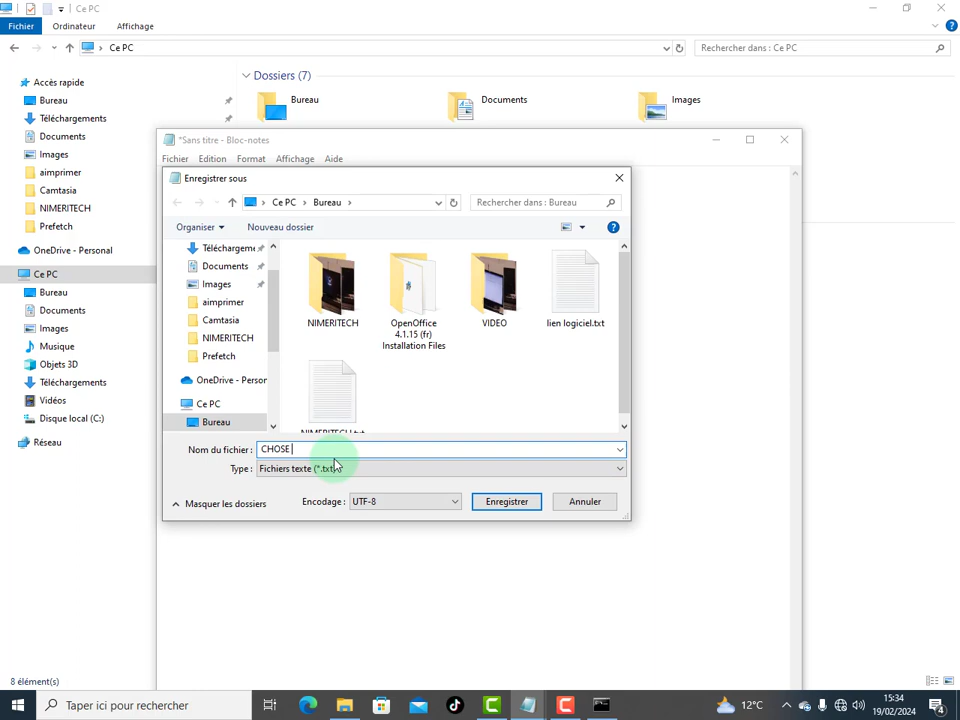 Ce PC
Fichier
Ordinateur
Affichage
Ce PC
Rechercher dans : Ce PC
Accès rapide
Bureau
Téléchargements
Documents
Images
aimprimer
Camtasia
NIMERITECH
Prefetch
OneDrive - Personal
Ce PC
Bureau
Documents
Images
Musique
Objets 3D
Téléchargements
Vidéos
Disque local (C:)
Réseau
Dossiers (7)
Bureau
Documents
Images
*Sans titre - Bloc-notes
Fichier Edition Format Affichage Aide
Enregistrer sous
Ce PC > Bureau >
Rechercher dans : Bureau
Organiser
Nouveau dossier
Téléchargeme
Documents
Images
aimprimer
Camtasia
NIMERITECH
Prefetch
OneDrive - Person
Ce PC
Bureau
NIMERITECH
OpenOffice
4.1.15 (fr)
Installation Files
VIDEO
lien logiciel.txt
NIMERITECH.txt
Nom du fichier : CHOSE
Type : Fichiers texte (*.txt)
Masquer les dossiers
Encodage : UTF-8
Enregistrer
Annuler
8 élément(s)
Taper ici pour rechercher
12°C
15:34
19/02/2024
4